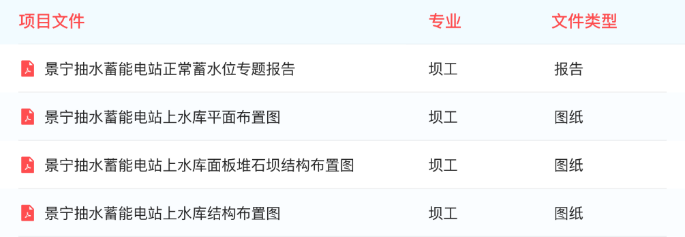 项目文件 专业 文件类型
景宁抽水蓄能电站正常蓄水位专题报告 坝工 报告
景宁抽水蓄能电站上水库平面布置图 坝工 图纸
景宁抽水蓄能电站上水库面板堆石坝结构布置图 坝工 图纸
景宁抽水蓄能电站上水库结构布置图 坝工 图纸